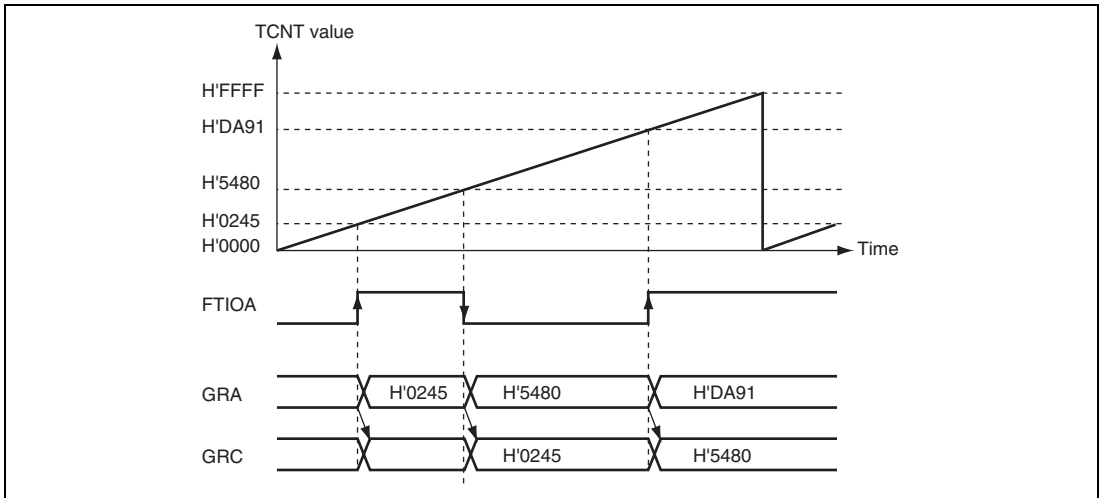 TCNT value
H'FFFF
H'DA91
H'5480
H'0245
H'0000
Time
FTIOA
GRA H'0245 H'5480 H'DA91
GRC H'0245 H'5480